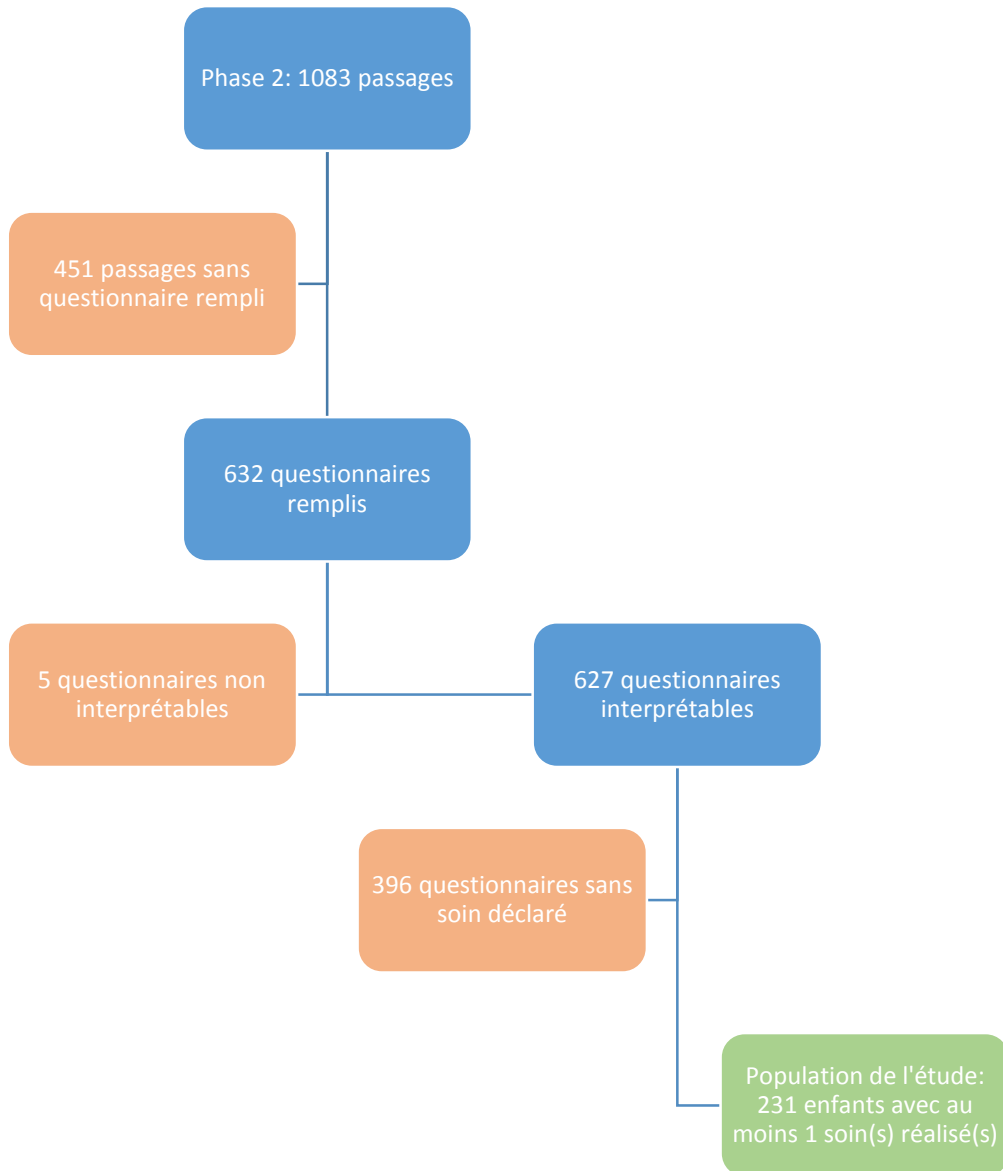 Phase 2: 1083 passages
451 passages sans
questionnaire rempli
632 questionnaires
remplis
5 questionnaires non
interprétables
627 questionnaires
interprétables
396 questionnaires sans
soin déclaré
Population de l'étude:
231 enfants avec au
moins 1 soin(s) réalisé(s)